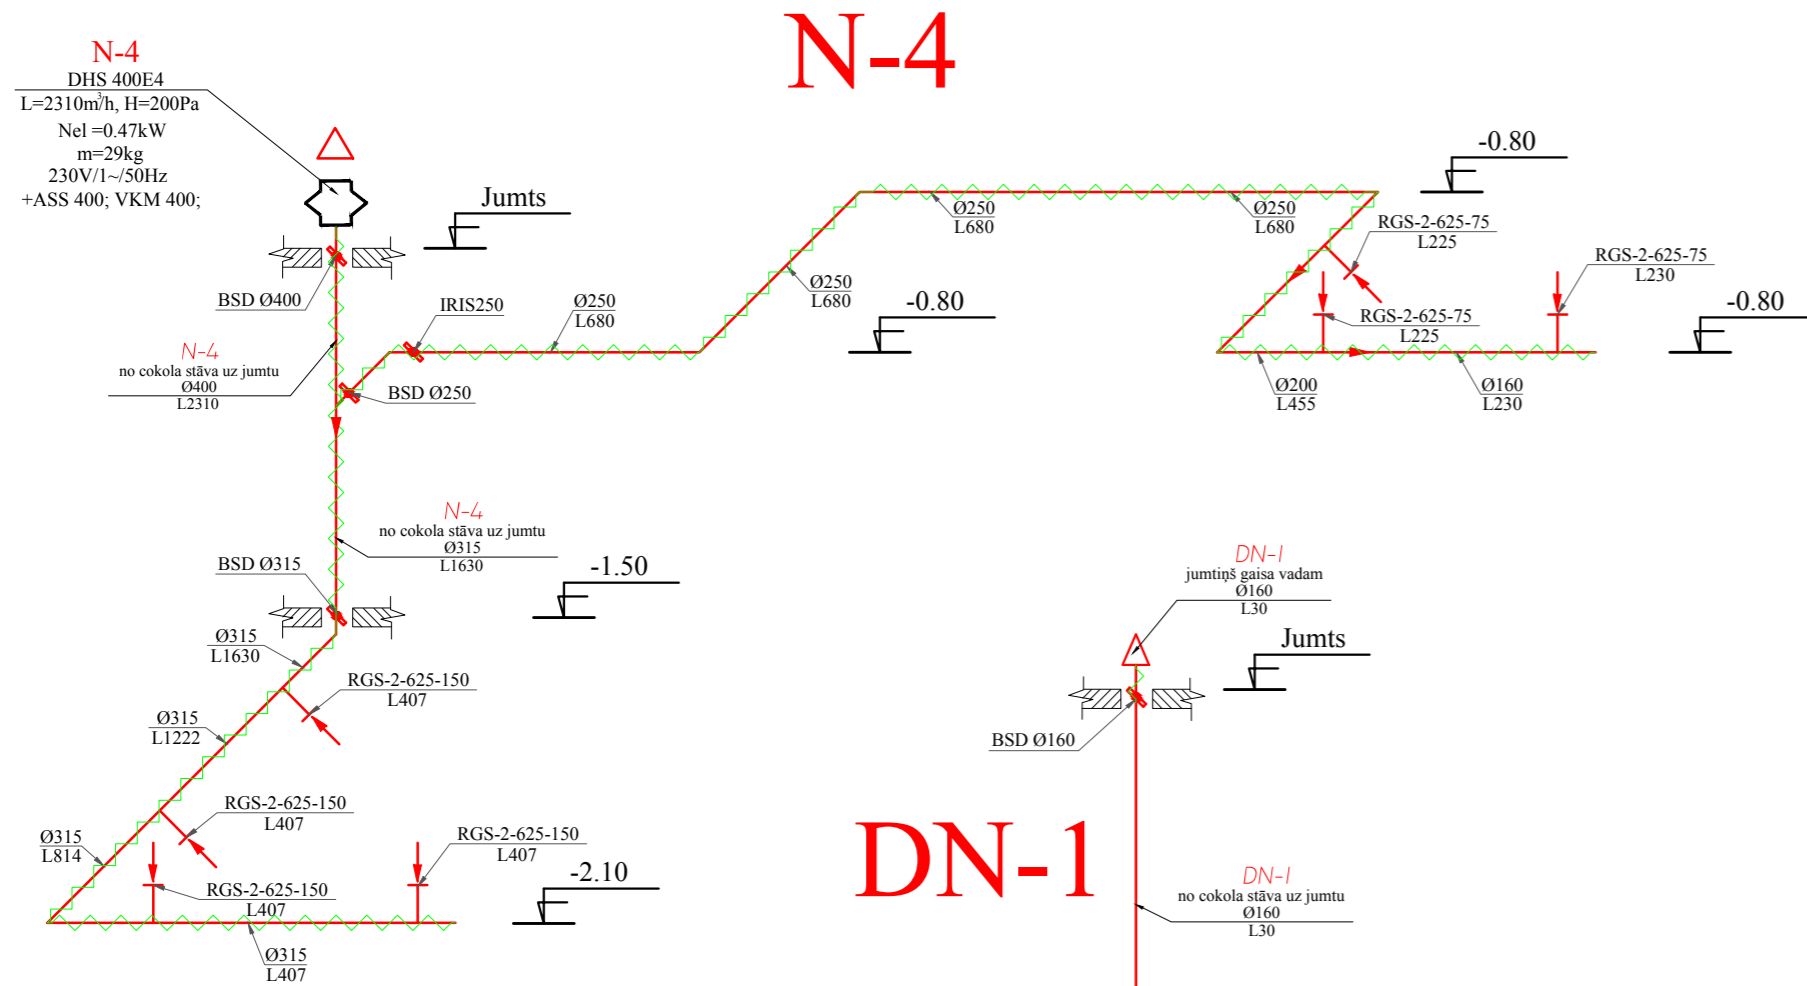 N-4
N-4
DHS 400E4
L=2310m³/h, H=200Pa
Nel =0.47kW
m=29kg
230V/1~/50Hz
+ASS 400; VKM 400;
Jumts
BSD Ø400
N-4
no cokola stāva uz jumtu
Ø400
L2310
IRIS250
Ø250
L680
BSD Ø250
Ø250
L680
-0.80
Ø250
L680
Ø250
L680
-0.80
RGS-2-625-75
L225
RGS-2-625-75
L225
RGS-2-625-75
L230
-0.80
Ø200
L455
Ø160
L230
N-4
no cokola stāva uz jumtu
Ø315
L1630
BSD Ø315
-1.50
Ø315
L1630
RGS-2-625-150
L407
Ø315
L1222
RGS-2-625-150
L407
Ø315
L814
RGS-2-625-150
L407
RGS-2-625-150
L407
-2.10
Ø315
L407
DN-1
jumtiņš gaisa vadam
Ø160
L30
Jumts
BSD Ø160
DN-1
DN-1
no cokola stāva uz jumtu
Ø160
L30